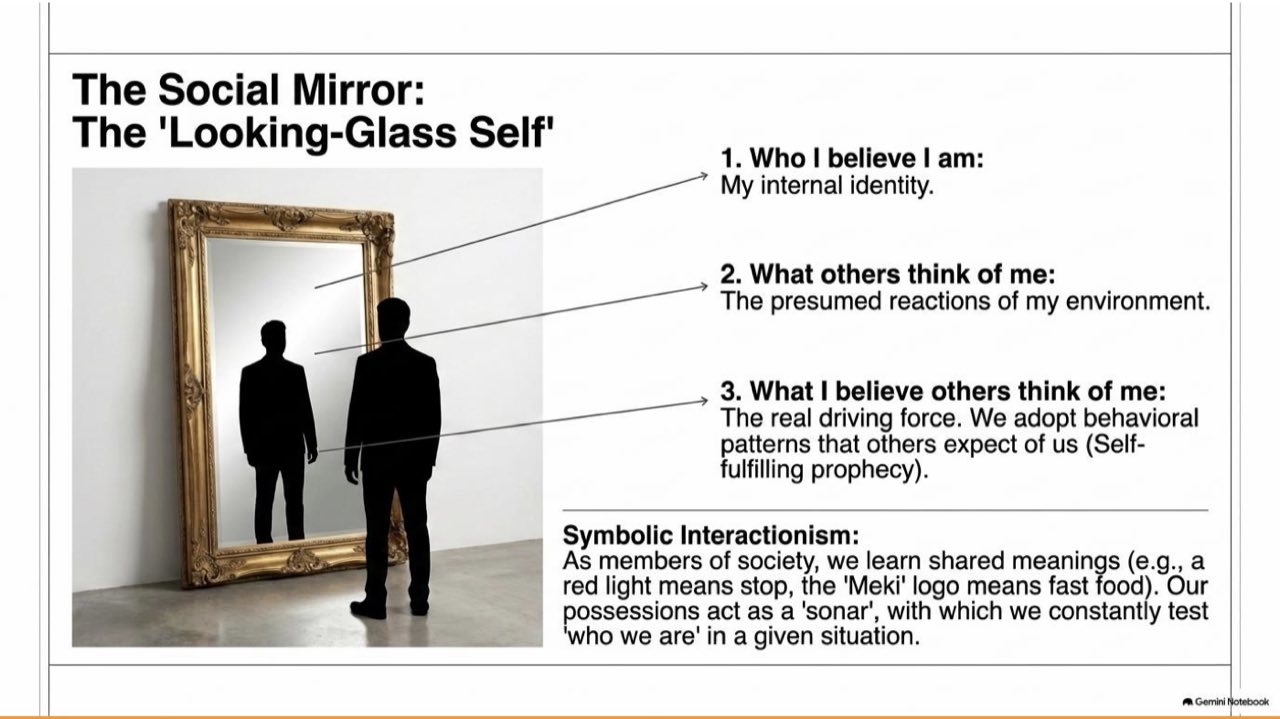 The Social Mirror:
The 'Looking-Glass Self'
1. Who I believe I am:
My internal identity.
2. What others think of me:
The presumed reactions of my environment.
3. What I believe others think of me:
The real driving force. We adopt behavioral
patterns that others expect of us (Self-
fulfilling prophecy).
Symbolic Interactionism:
As members of society, we learn shared meanings (e.g., a
red light means stop, the 'Meki' logo means fast food). Our
possessions act as a 'sonar', with which we constantly test
'who we are' in a given situation.
Gemini Notebook